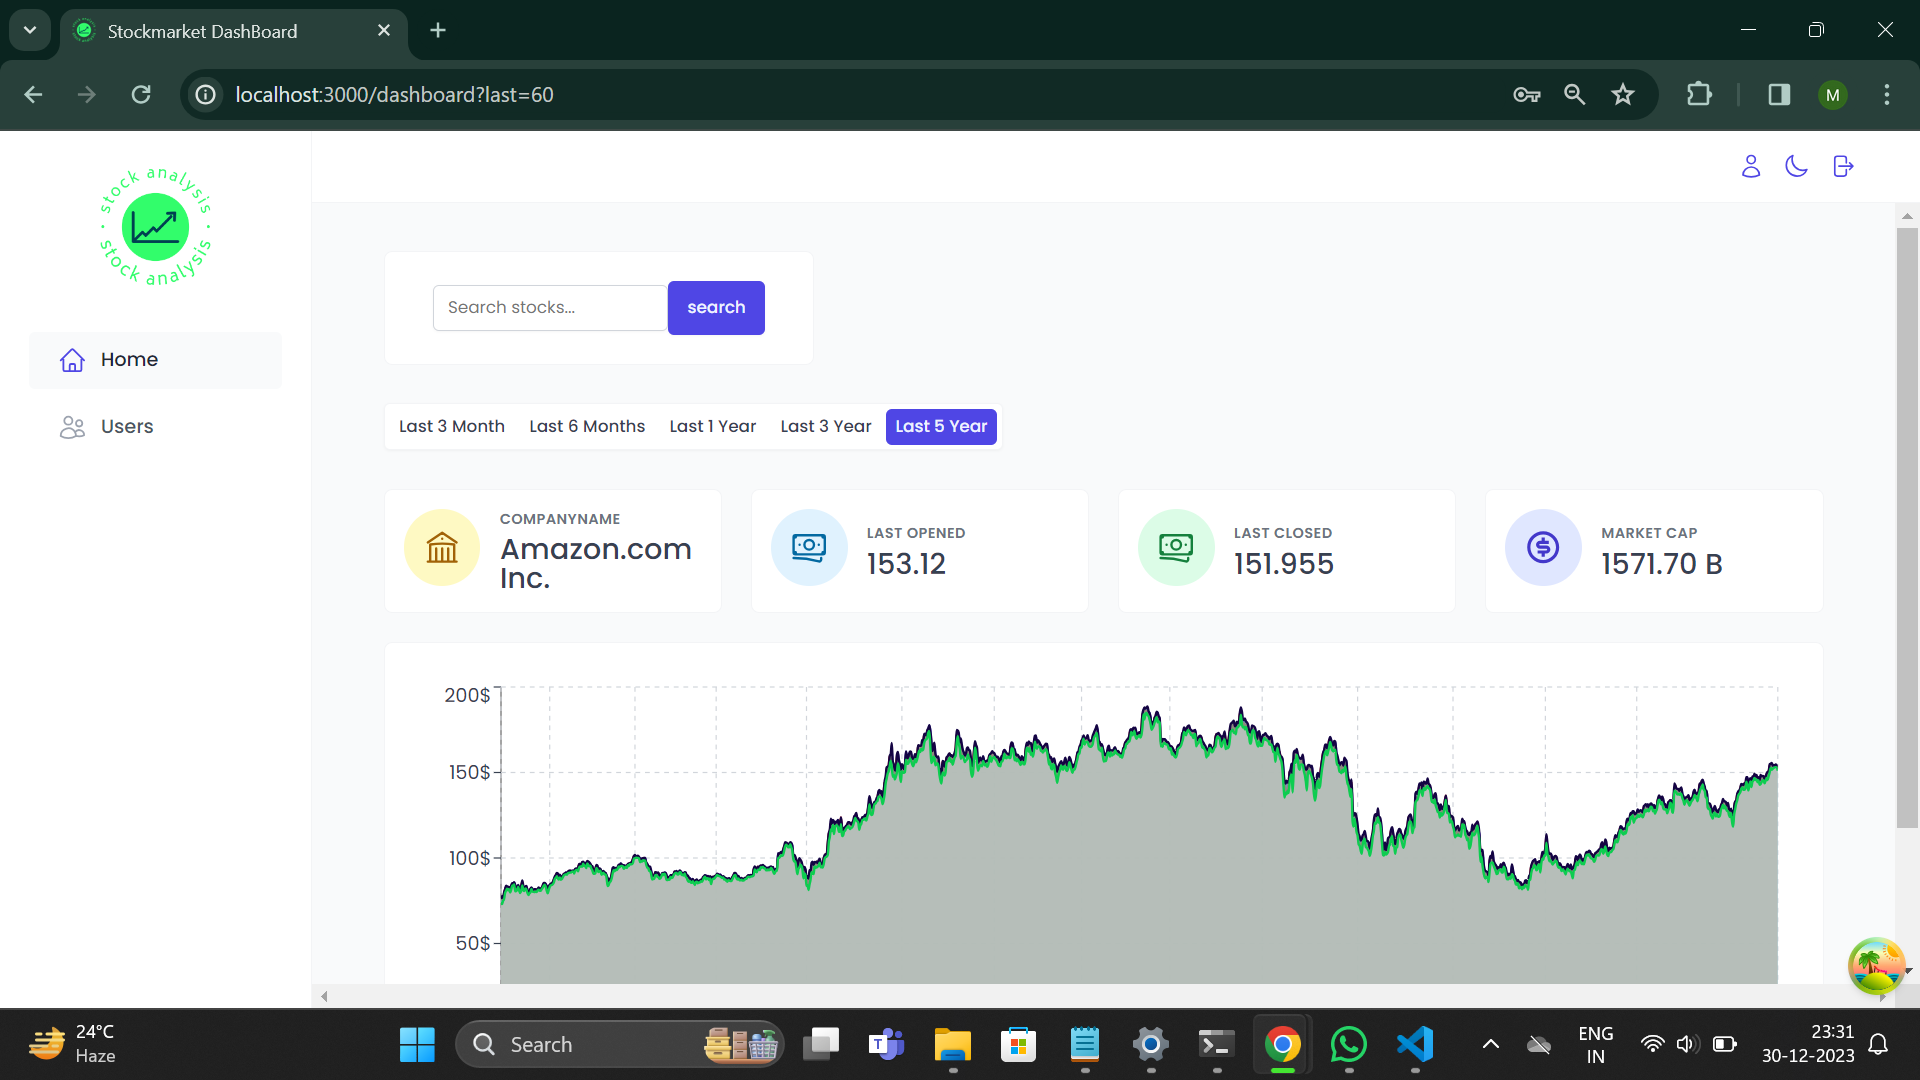 Stockmarket DashBoard
localhost:3000/dashboard?last=60
M
· stock analysis · stock analysis
Search stocks...
search
Home
Users
Last 3 Month
Last 6 Months
Last 1 Year
Last 3 Year
Last 5 Year
COMPANYNAME
Amazon.com
Inc.
LAST OPENED
153.12
LAST CLOSED
151.955
MARKET CAP
1571.70 B
200$
150$
100$
50$
24°C
Haze
Search
T
ENG
IN
23:31
30-12-2023